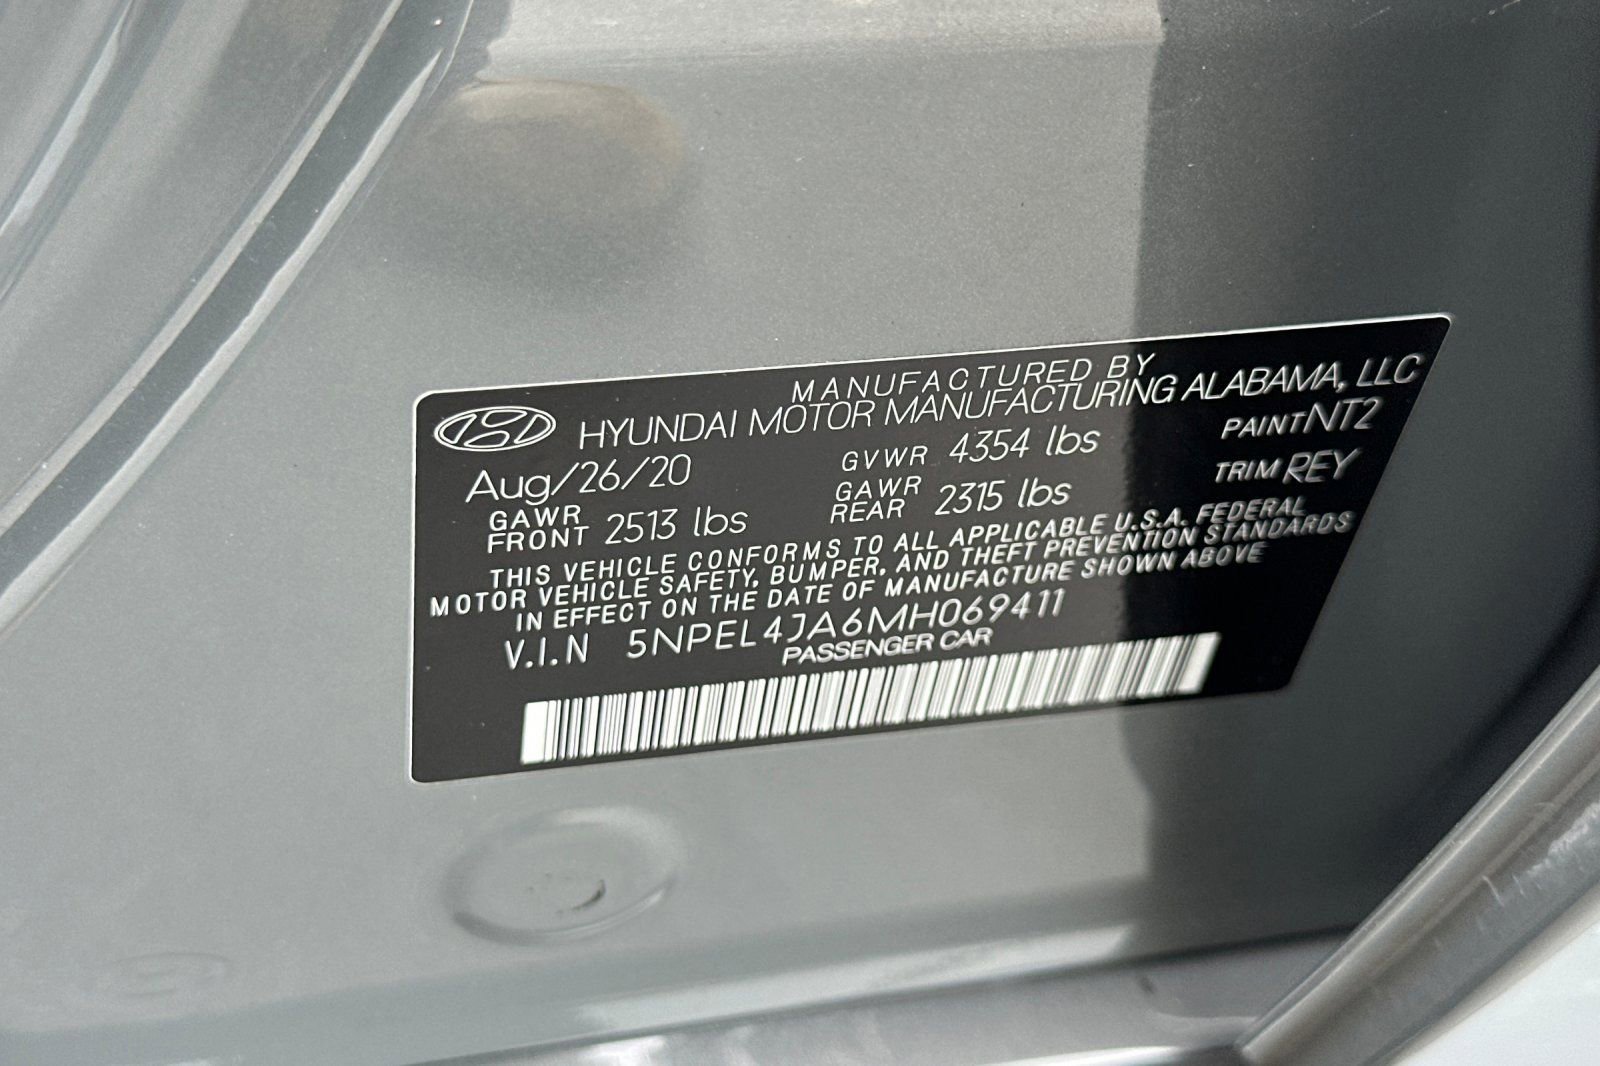 MANUFACTURED BY
HYUNDAI MOTOR MANUFACTURING ALABAMA, LLC
Aug/26/20 GVWR 4354 lbs PAINT NT2
GAWR FRONT 2513 lbs GAWR REAR 2315 lbs TRIM REY
THIS VEHICLE CONFORMS TO ALL APPLICABLE U.S.A. FEDERAL
MOTOR VEHICLE SAFETY, BUMPER, AND THEFT PREVENTION STANDARDS
IN EFFECT ON THE DATE OF MANUFACTURE SHOWN ABOVE
V.I.N 5NPEL4JA6MH069411
PASSENGER CAR